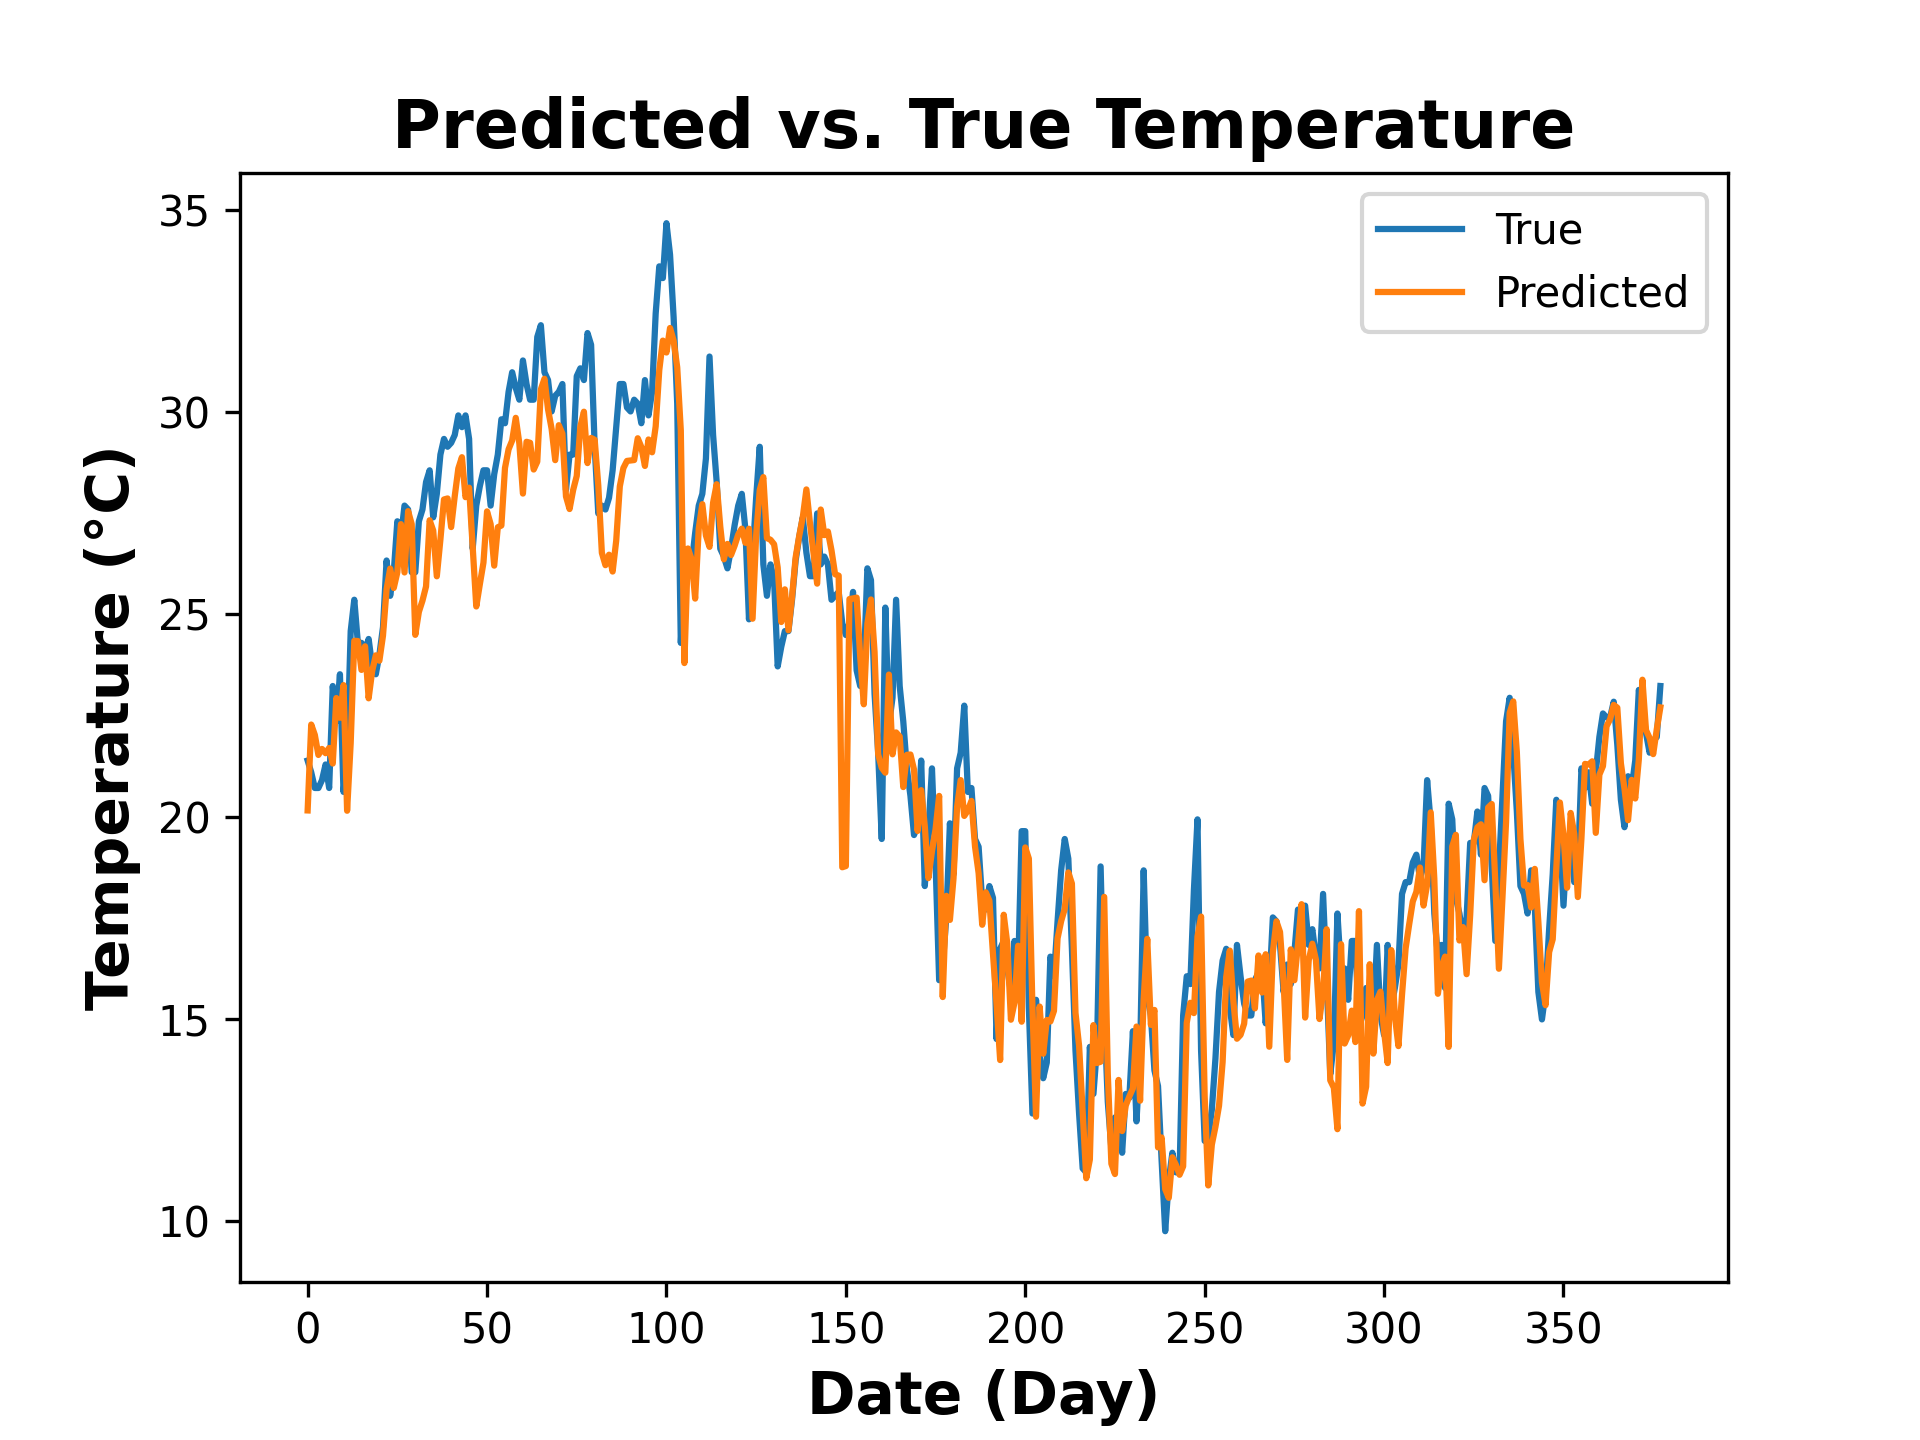 Predicted vs. True Temperature
True
Predicted
Temperature (°C)
35
30
25
20
15
10
0 50 100 150 200 250 300 350
Date (Day)